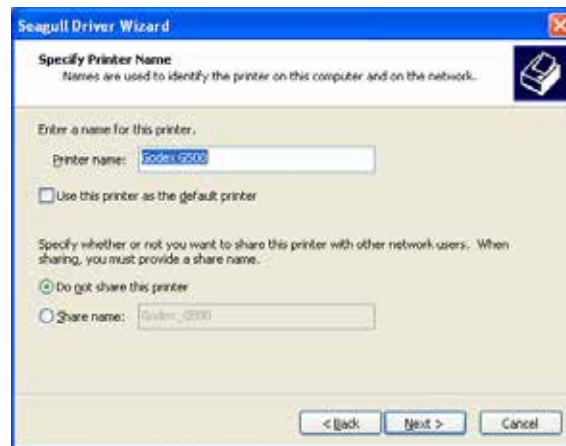 Seagull Driver Wizard
Specify Printer Name
Names are used to identify the printer on this computer and on the network.
Enter a name for this printer.
Printer name: Godex G500
Use this printer as the default printer
Specify whether or not you want to share this printer with other network users. When
sharing, you must provide a share name.
Do not share this printer
Share name: Godex_G500
< Back Next > Cancel